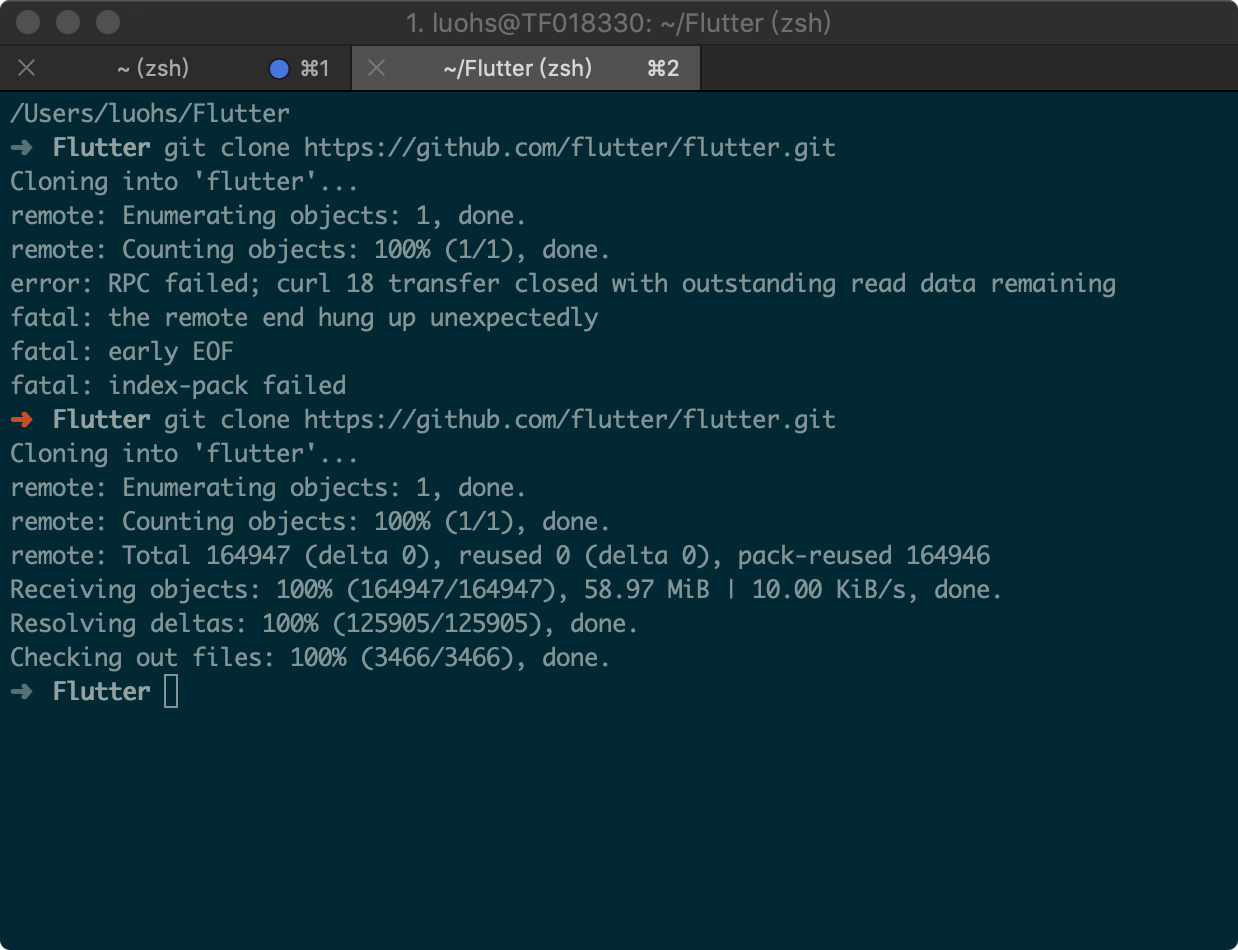 1. luohs@TF018330: ~/Flutter (zsh)
~ (zsh) ⌘1 ~/Flutter (zsh) ⌘2
/Users/luohs/Flutter
➜ Flutter git clone https://github.com/flutter/flutter.git
Cloning into 'flutter'...
remote: Enumerating objects: 1, done.
remote: Counting objects: 100% (1/1), done.
error: RPC failed; curl 18 transfer closed with outstanding read data remaining
fatal: the remote end hung up unexpectedly
fatal: early EOF
fatal: index-pack failed
➜ Flutter git clone https://github.com/flutter/flutter.git
Cloning into 'flutter'...
remote: Enumerating objects: 1, done.
remote: Counting objects: 100% (1/1), done.
remote: Total 164947 (delta 0), reused 0 (delta 0), pack-reused 164946
Receiving objects: 100% (164947/164947), 58.97 MiB | 10.00 KiB/s, done.
Resolving deltas: 100% (125905/125905), done.
Checking out files: 100% (3466/3466), done.
➜ Flutter